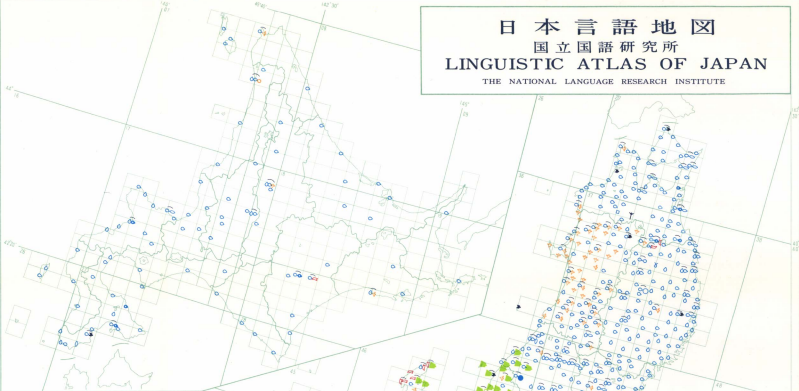 日本言語地図
国立国語研究所
LINGUISTIC ATLAS OF JAPAN
THE NATIONAL LANGUAGE RESEARCH INSTITUTE